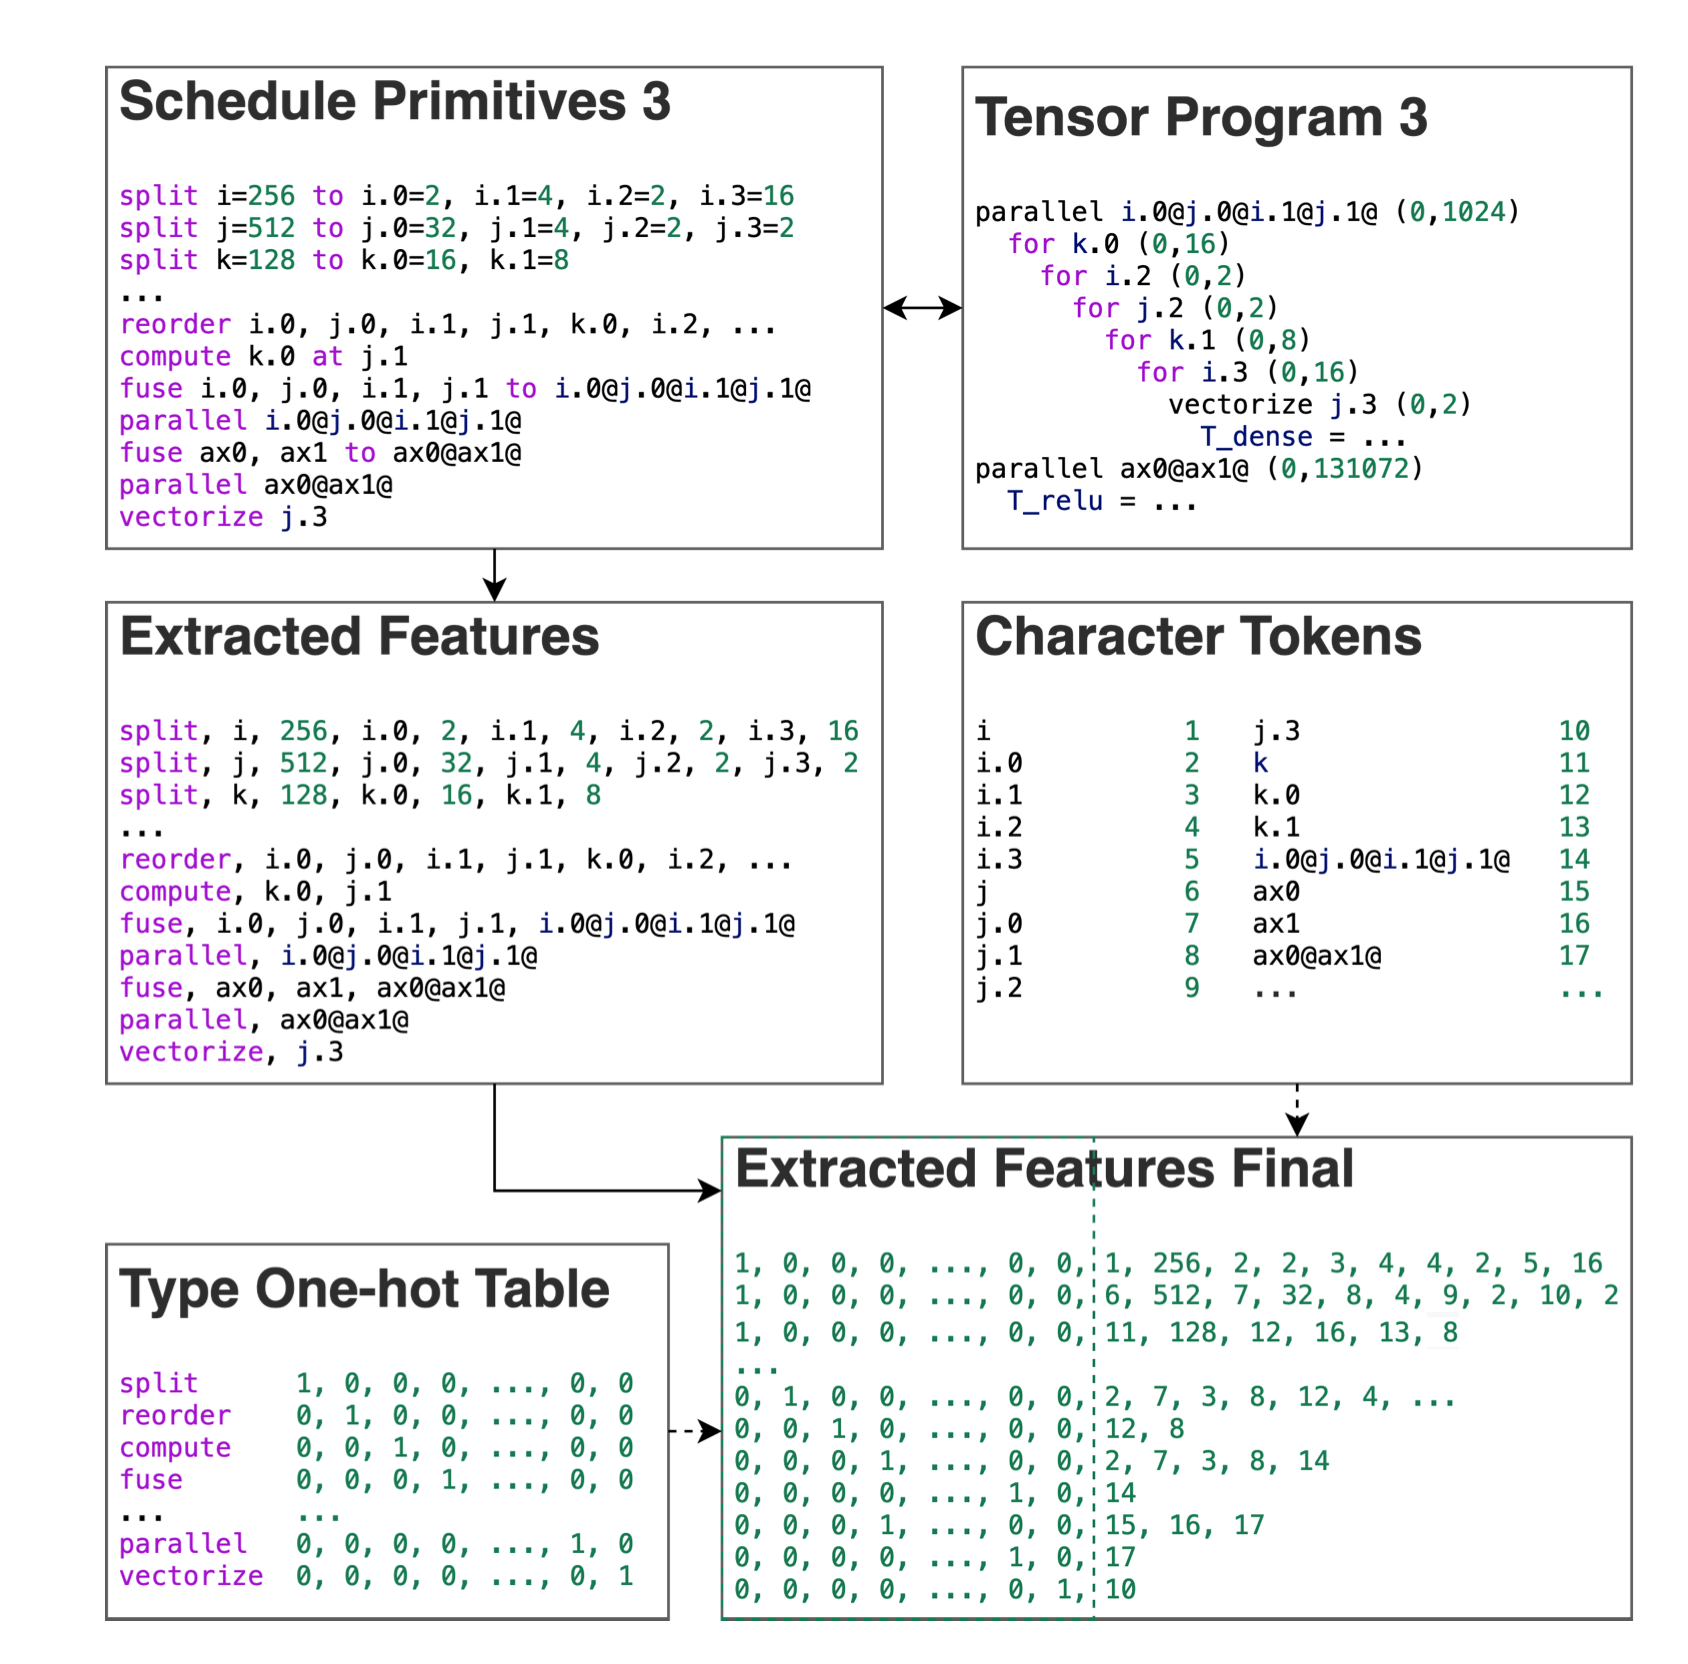 Schedule Primitives 3
split i=256 to i.0=2, i.1=4, i.2=2, i.3=16
split j=512 to j.0=32, j.1=4, j.2=2, j.3=2
split k=128 to k.0=16, k.1=8
...
reorder i.0, j.0, i.1, j.1, k.0, i.2, ...
compute k.0 at j.1
fuse i.0, j.0, i.1, j.1 to i.0@j.0@i.1@j.1@
parallel i.0@j.0@i.1@j.1@
fuse ax0, ax1 to ax0@ax1@
parallel ax0@ax1@
vectorize j.3
Tensor Program 3
parallel i.0@j.0@i.1@j.1@ (0,1024)
for k.0 (0,16)
for i.2 (0,2)
for j.2 (0,2)
for k.1 (0,8)
for i.3 (0,16)
vectorize j.3 (0,2)
T_dense = ...
parallel ax0@ax1@ (0,131072)
T_relu = ...
Extracted Features
split, i, 256, i.0, 2, i.1, 4, i.2, 2, i.3, 16
split, j, 512, j.0, 32, j.1, 4, j.2, 2, j.3, 2
split, k, 128, k.0, 16, k.1, 8
...
reorder, i.0, j.0, i.1, j.1, k.0, i.2, ...
compute, k.0, j.1
fuse, i.0, j.0, i.1, j.1, i.0@j.0@i.1@j.1@
parallel, i.0@j.0@i.1@j.1@
fuse, ax0, ax1, ax0@ax1@
parallel, ax0@ax1@
vectorize, j.3
Character Tokens
i 1 j.3 10
i.0 2 k 11
i.1 3 k.0 12
i.2 4 k.1 13
i.3 5 i.0@j.0@i.1@j.1@ 14
j 6 ax0 15
j.0 7 ax1 16
j.1 8 ax0@ax1@ 17
j.2 9 ... ...
Type One-hot Table
split 1, 0, 0, 0, ..., 0, 0
reorder 0, 1, 0, 0, ..., 0, 0
compute 0, 0, 1, 0, ..., 0, 0
fuse 0, 0, 0, 1, ..., 0, 0
... ...
parallel 0, 0, 0, 0, ..., 1, 0
vectorize 0, 0, 0, 0, ..., 0, 1
Extracted Features Final
1, 0, 0, 0, ..., 0, 0, 1, 256, 2, 2, 3, 4, 4, 2, 5, 16
1, 0, 0, 0, ..., 0, 0, 6, 512, 7, 32, 8, 4, 9, 2, 10, 2
1, 0, 0, 0, ..., 0, 0, 11, 128, 12, 16, 13, 8
...
0, 1, 0, 0, ..., 0, 0, 2, 7, 3, 8, 12, 4, ...
0, 0, 1, 0, ..., 0, 0, 12, 8
0, 0, 0, 1, ..., 0, 0, 2, 7, 3, 8, 14
0, 0, 0, 0, ..., 1, 0, 14
0, 0, 0, 1, ..., 0, 0, 15, 16, 17
0, 0, 0, 0, ..., 1, 0, 17
0, 0, 0, 0, ..., 0, 1, 10